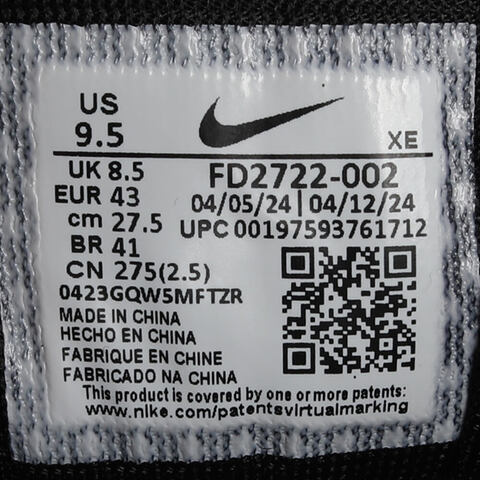 US
9.5
XE
UK 8.5
FD2722-002
EUR 43
04/05/24 | 04/12/24
cm 27.5
UPC 00197593761712
BR 41
CN 275(2.5)
0423GQW5MFTZR
MADE IN CHINA
HECHO EN CHINA
FABRIQUE EN CHINE
FABRICADO NA CHINA
This product is covered by one or more patents:
www.nike.com/patentsvirtualmarking